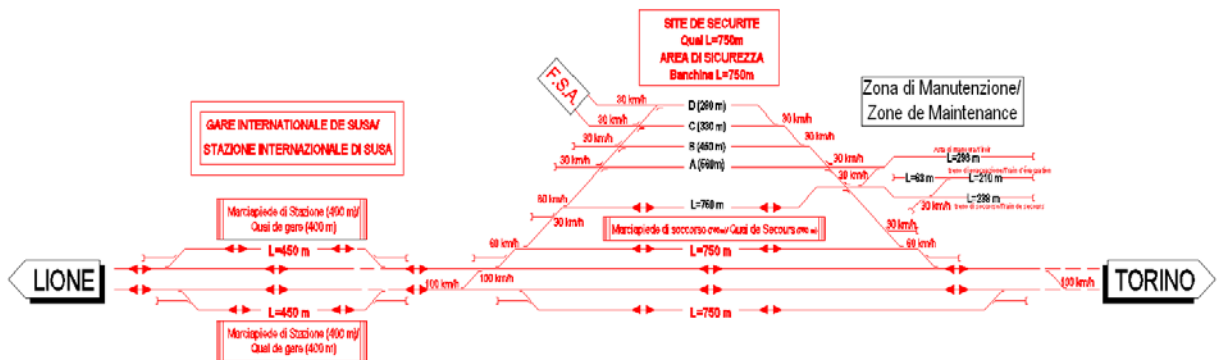 SITE DE SECURITE
Quai L=750m
AREA DI SICUREZZA
Banchina L=750m
F.S.A.
Zona di Manutenzione/
Zone de Maintenance
GARE INTERNATIONALE DE SUSA/
STAZIONE INTERNAZIONALE DI SUSA
30 km/h
D (280 m)
30 km/h
C (330 m)
30 km/h
30 km/h
B (450 m)
30 km/h
30 km/h
A (560m)
30 km/h
30 km/h
30 km/h
L=298 m
L=63 m
L=210 m
L=238 m
30 km/h
60 km/h
L=750 m
30 km/h
30 km/h
Marciapiede di Stazione (400 m)/
Quai de gare (400 m)
Marciapiede di soccorso
Quai de Secours
L=450 m
60 km/h
L=750 m
60 km/h
LIONE
100 km/h
100 km/h
100 km/h
TORINO
L=450 m
L=750 m
Marciapiede di Stazione (400 m)/
Quai de gare (400 m)